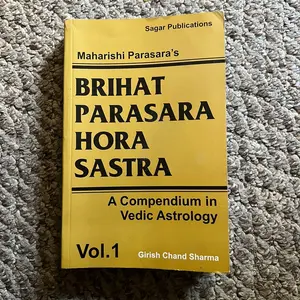 Sagar Publications
Maharishi Parasara's
BRIHAT
PARASARA
HORA
SASTRA
A Compendium in
Vedic Astrology
Vol.1
Girish Chand Sharma